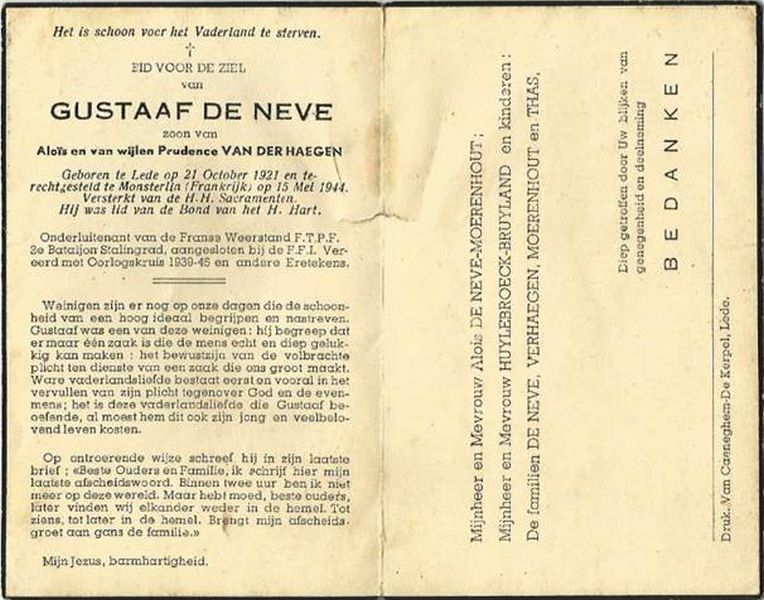 Het is schoon voor het Vaderland te sterven.
†
BID VOOR DE ZIEL
van
GUSTAAF DE NEVE
zoon van
Aloïs en van wijlen Prudence VAN DER HAEGEN
Geboren te Lede op 21 October 1921 en te-
rechtgesteld te Monsterlin (Frankrijk) op 15 Mei 1944.
Versterkt van de H.H. Sacramenten.
Hij was lid van de Bond van het H. Hart.
Onderluitenant van de Franse Weerstand F.T.P.F.
2e Bataljon Stalingrad, aangesloten bij de F.F.I. Ver-
eerd met Oorlogskruis 1939-45 en andere Eretekens.
Weinigen zijn er nog op onze dagen die de schoon-
heid van een hoog ideaal begrijpen en nastreven.
Gustaaf was een van deze weinigen: hij begreep dat
er maar één zaak is die de mens echt en diep geluk-
kig kan maken : het bewustzijn van de volbrachte
plicht ten dienste van een zaak die ons groot maakt.
Ware vaderlandsliefde bestaat eerst en vooral in het
vervullen van zijn plicht tegenover God en de even-
mens; het is deze vaderlandsliefde die Gustaaf be-
oefende, al moest hem dit ook zijn jong en veelbelo-
vend leven kosten.
Op ontroerende wijze schreef hij in zijn laatste
brief ; «Beste Ouders en Familie, ik schrijf hier mijn
laatste afscheidswoord. Binnen twee uur ben ik niet
meer op deze wereld. Maar hebt moed, beste ouders,
later vinden wij elkander weder in de hemel. Tot
ziens, tot later in de hemel. Brengt mijn afscheids-
groet aan gans de familie.»
Mijn Jezus, barmhartigheid.
Mijnheer en Mevrouw Aloïs DE NEVE-MOERENHOUT ;
Mijnheer en Mevrouw HUYLEBROECK-BRUYLAND en kinderen ;
De familien DE NEVE, VERHAEGEN, MOERENHOUT en THAS,
Diep getroffen door Uw blijken van
genegenheid en deelneming
BEDANKEN
Druk. Van Caeneghem-De Kerpel, Lede.